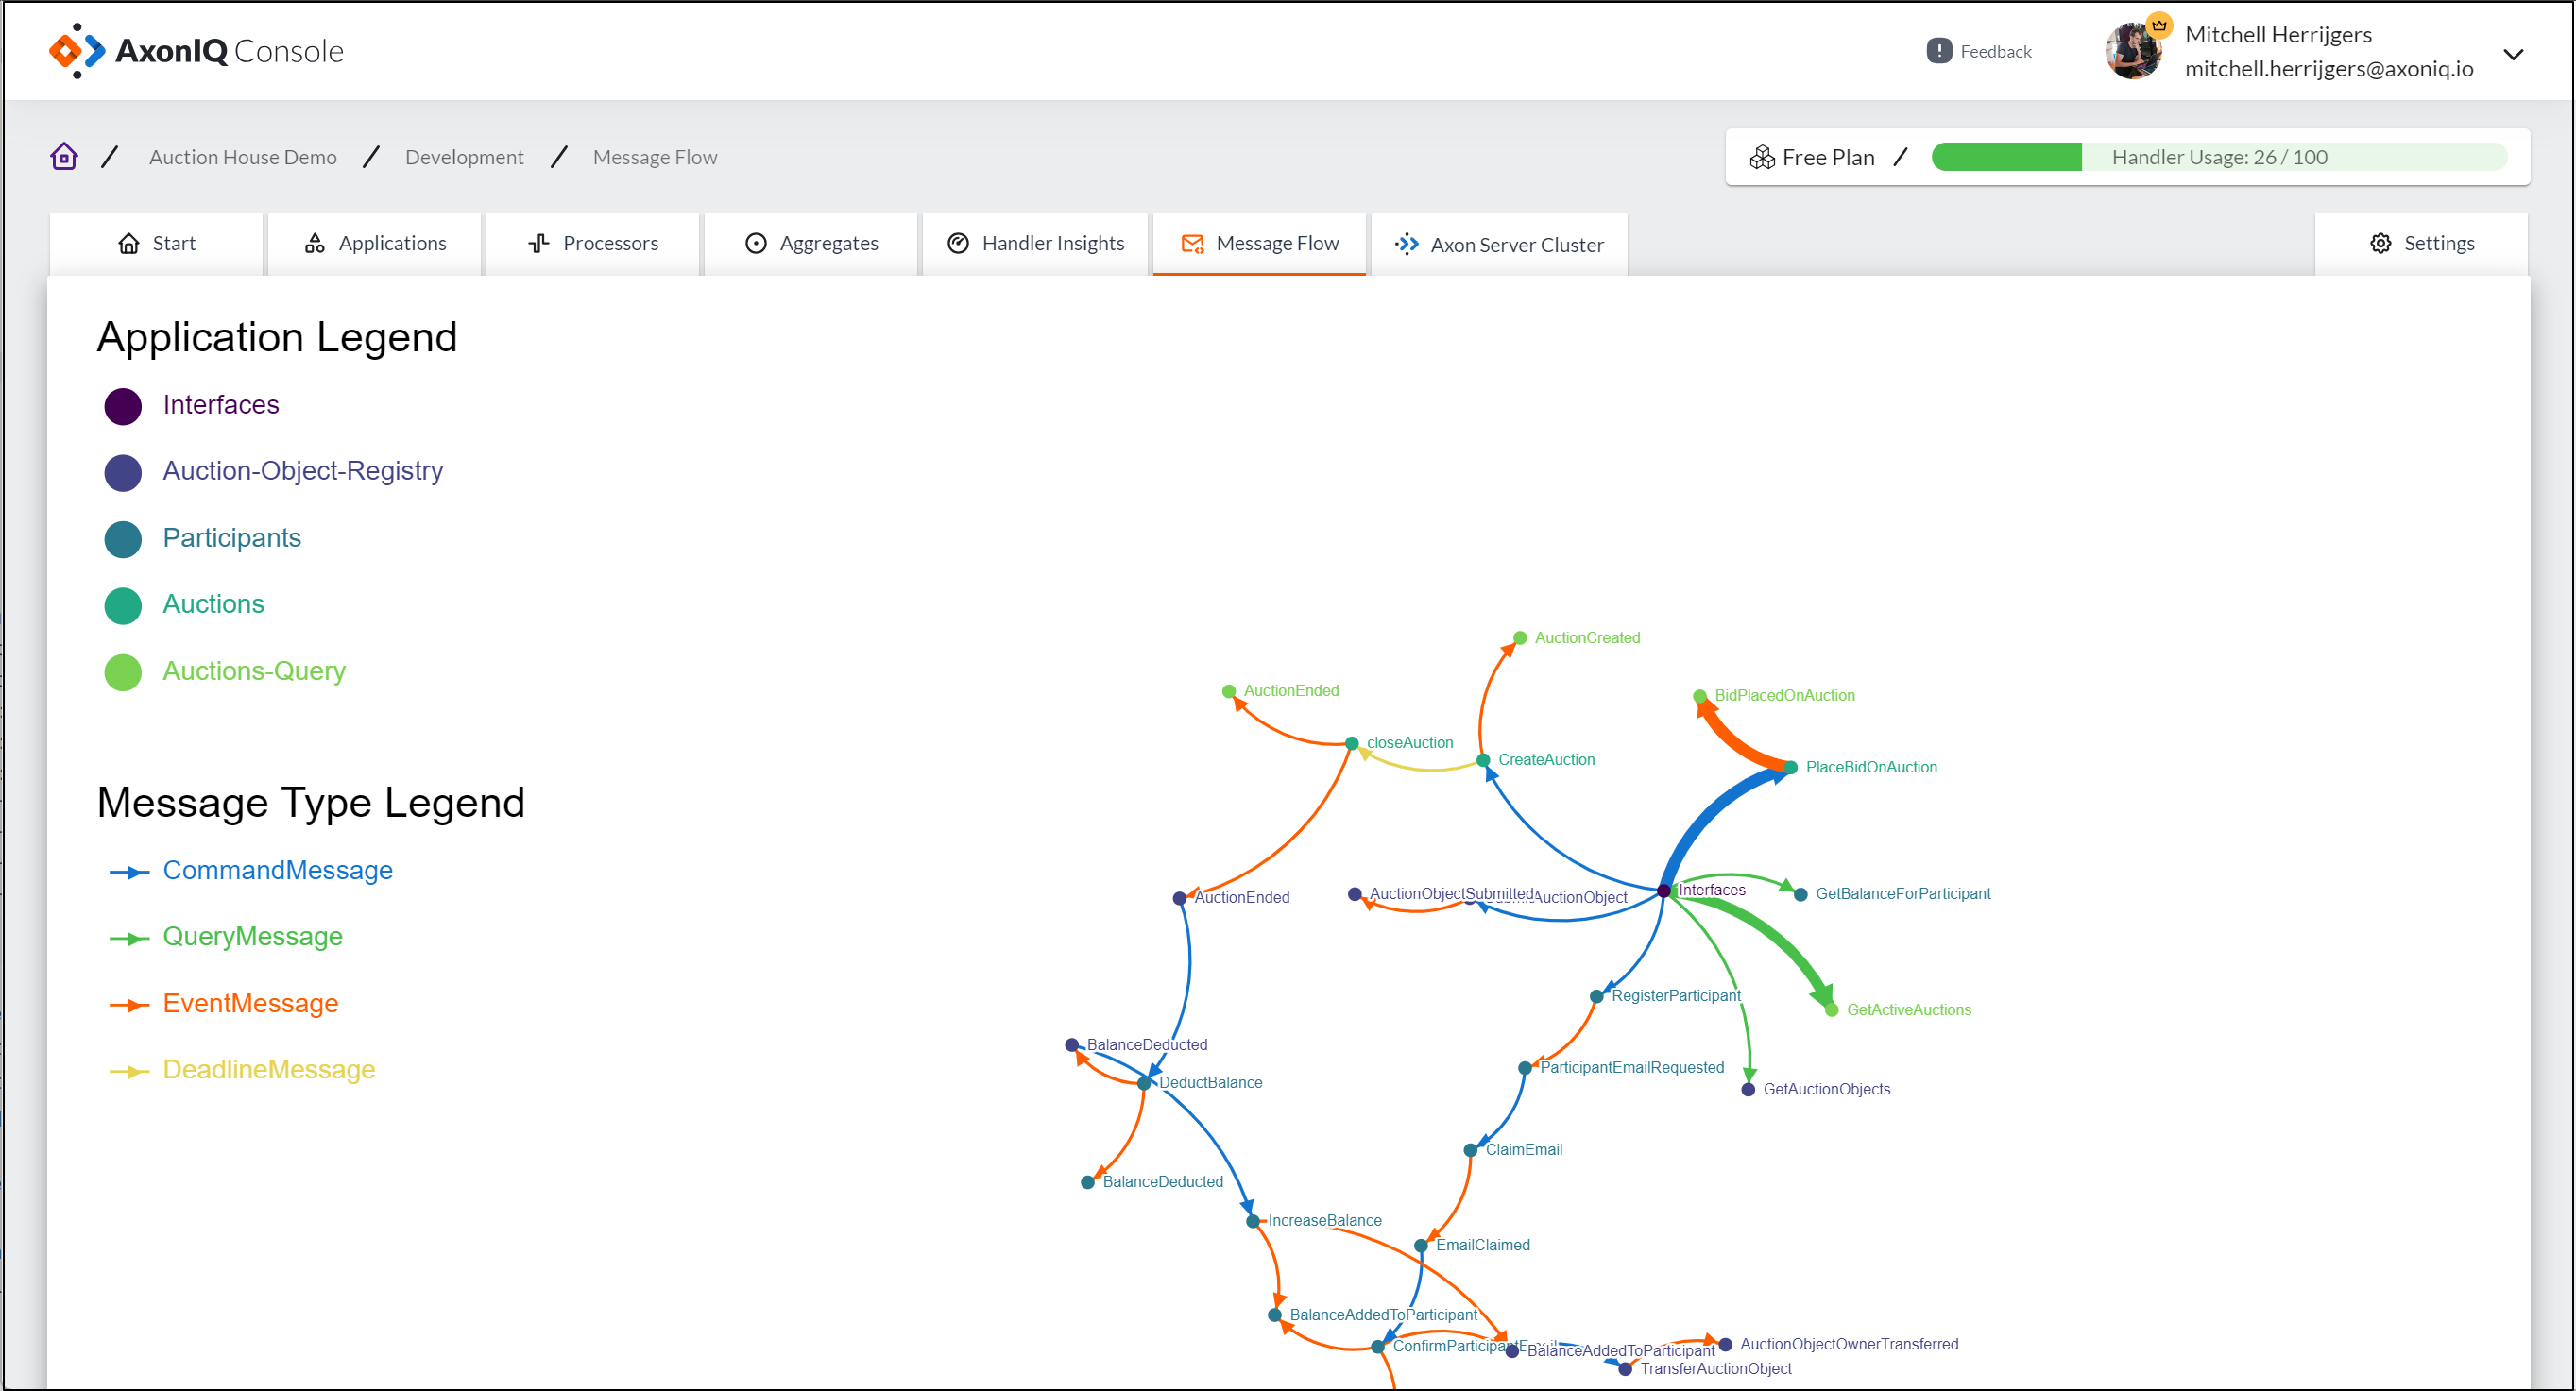 AxonIQ Console
Feedback
Mitchell Herrijgers
mitchell.herrijgers@axoniq.io
/ Auction House Demo / Development / Message Flow
Free Plan / Handler Usage: 26 / 100
Start
Applications
Processors
Aggregates
Handler Insights
Message Flow
Axon Server Cluster
Settings
Application Legend
Interfaces
Auction-Object-Registry
Participants
Auctions
Auctions-Query
Message Type Legend
CommandMessage
QueryMessage
EventMessage
DeadlineMessage
AuctionCreated
AuctionEnded
BidPlacedOnAuction
closeAuction
CreateAuction
PlaceBidOnAuction
Interfaces
AuctionObjectSubmitted
AuctionObject
GetBalanceForParticipant
AuctionEnded
RegisterParticipant
GetActiveAuctions
BalanceDeducted
ParticipantEmailRequested
DeductBalance
GetAuctionObjects
ClaimEmail
BalanceDeducted
IncreaseBalance
EmailClaimed
BalanceAddedToParticipant
ConfirmParticipantEmail
BalanceAddedToParticipant
AuctionObjectOwnerTransferred
TransferAuctionObject